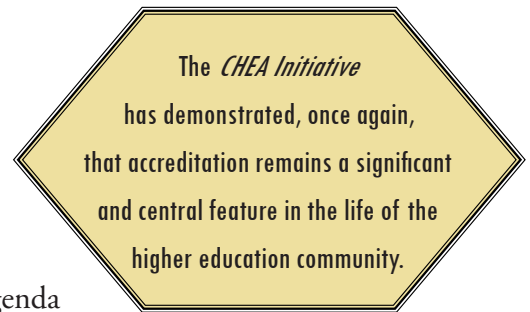 The CHEA Initiative
has demonstrated, once again,
that accreditation remains a significant
and central feature in the life of the
higher education community.
genda